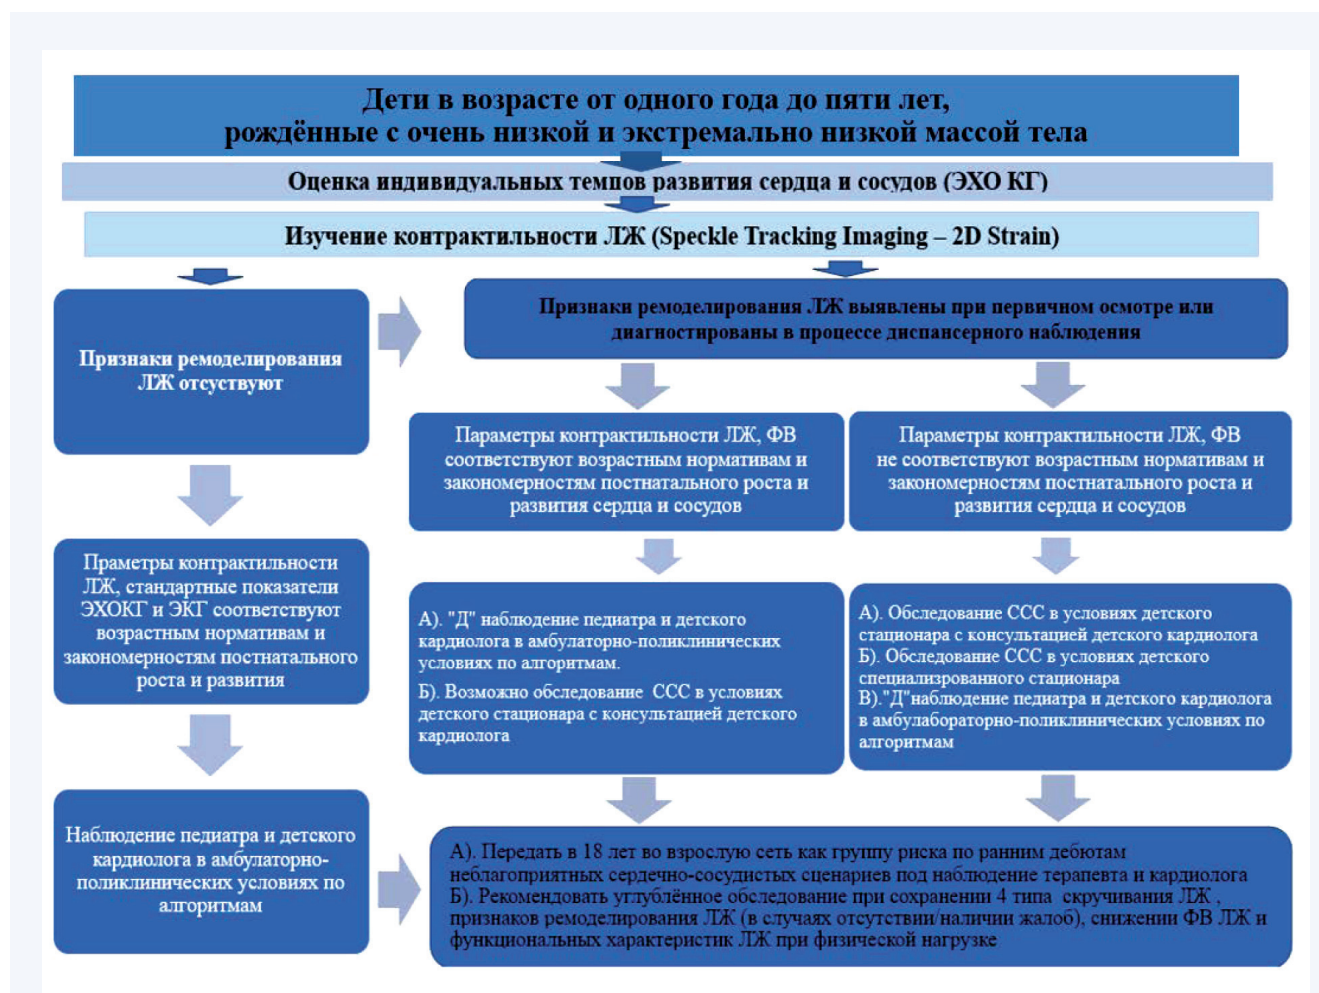 Дети в возрасте от одного года до пяти лет,
рождённые с очень низкой и экстремально низкой массой тела
Оценка индивидуальных темпов развития сердца и сосудов (ЭХО КГ)
Изучение контрактильности ЛЖ (Speckle Tracking Imaging – 2D Strain)
Признаки ремоделирования
ЛЖ отсуствуют
Признаки ремоделирования ЛЖ выявлены при первичном осмотре или
диагностированы в процессе диспансерного наблюдения
Параметры контрактильности ЛЖ, ФВ
соответствуют возрастным нормативам и
закономерностям постнатального роста и
развития сердца и сосудов
Параметры контрактильности ЛЖ, ФВ
не соответствуют возрастным нормативам и
закономерностям постнатального роста и
развития сердца и сосудов
Праметры контрактильности
ЛЖ, стандартные показатели
ЭХОКГ и ЭКГ соответствуют
возрастным нормативам и
закономерностям постнатального
роста и развития
А). "Д" наблюдение педиатра и детского
кардиолога в амбулаторно-поликлинических
условиях по алгоритмам.
Б). Возможно обследование ССС в условиях
детского стационара с консультацией детского
кардиолога
А). Обследование ССС в условиях детского
стационара с консультацией детского кардиолога
Б). Обследование ССС в условиях детского
специализрованного стационара
В)."Д"наблюдение педиатра и детского кардиолога
в амбулабораторно-поликлинических условиях по
алгоритмам
Наблюдение педиатра и детского
кардиолога в амбулаторно-
поликлинических условиях по
алгоритмам
А). Передать в 18 лет во взрослую сеть как группу риска по ранним дебютам
неблагоприятных сердечно-сосудистых сценариев под наблюдение терапевта и кардиолога
Б). Рекомендовать углублённое обследование при сохранении 4 типа скручивания ЛЖ ,
признаков ремоделирования ЛЖ (в случаях отсутствии/наличии жалоб), снижении ФВ ЛЖ и
функциональных характеристик ЛЖ при физической нагрузке